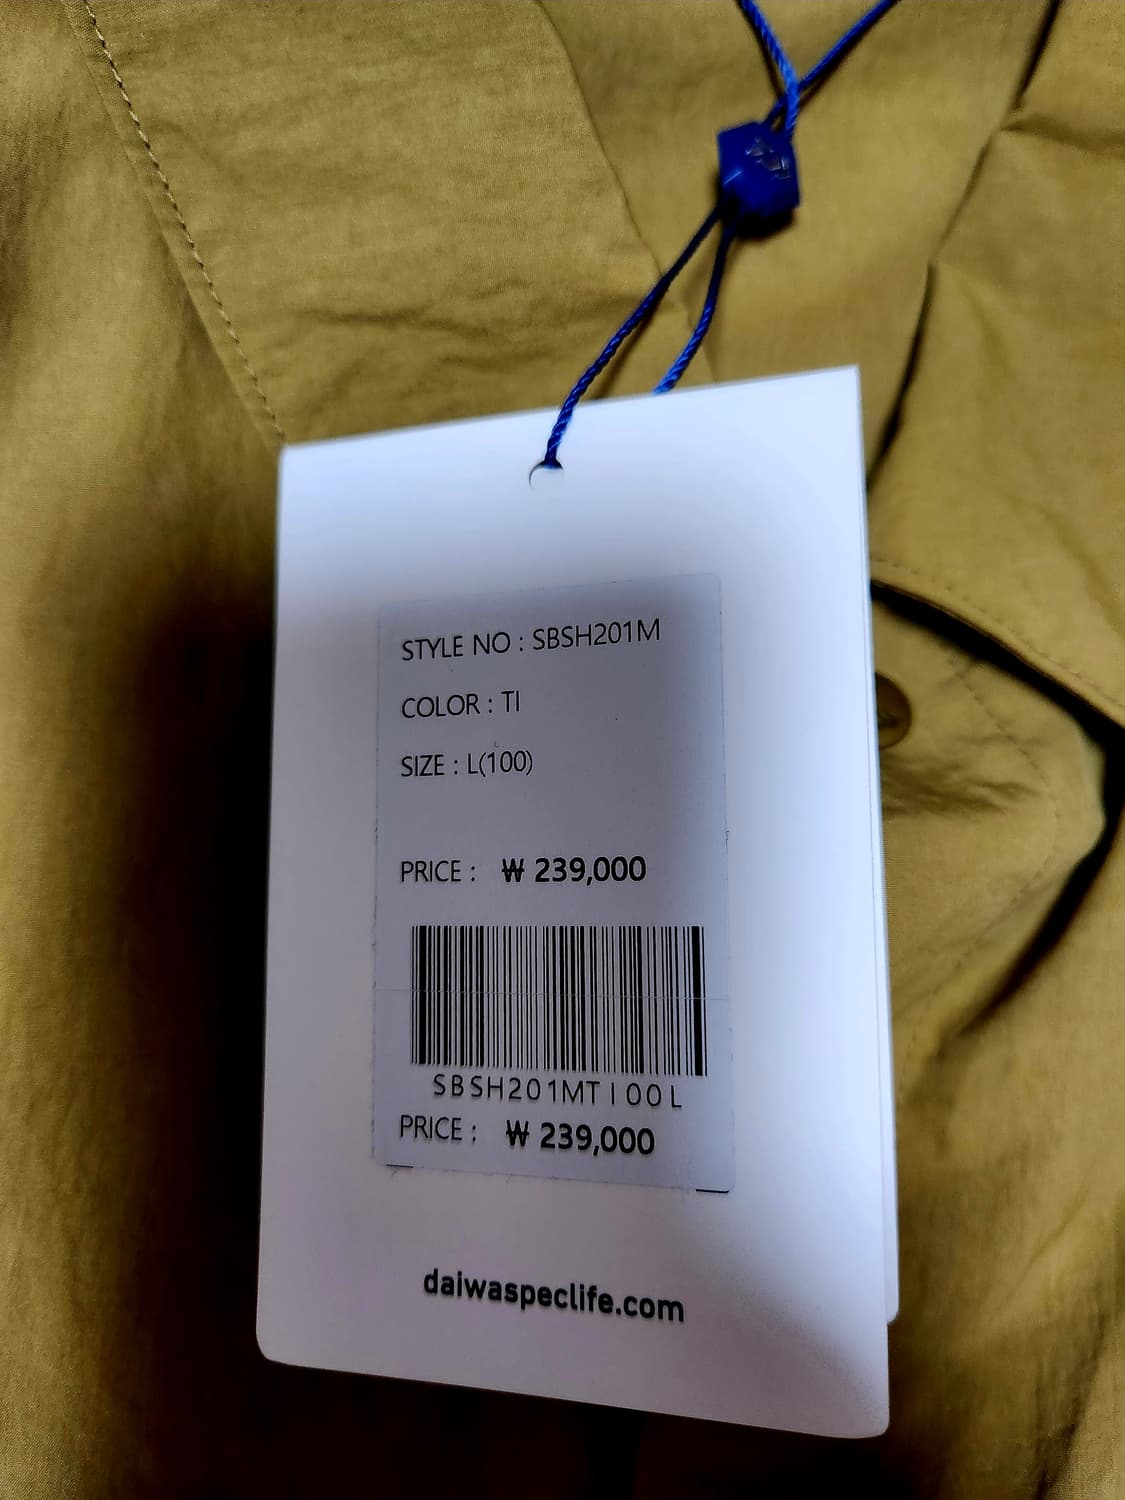 STYLE NO : SBSH201M
COLOR : TI
SIZE : L(100)
PRICE : ₩ 239,000
SBSH201MTI00L
PRICE : ₩ 239,000
daiwaspeclife.com